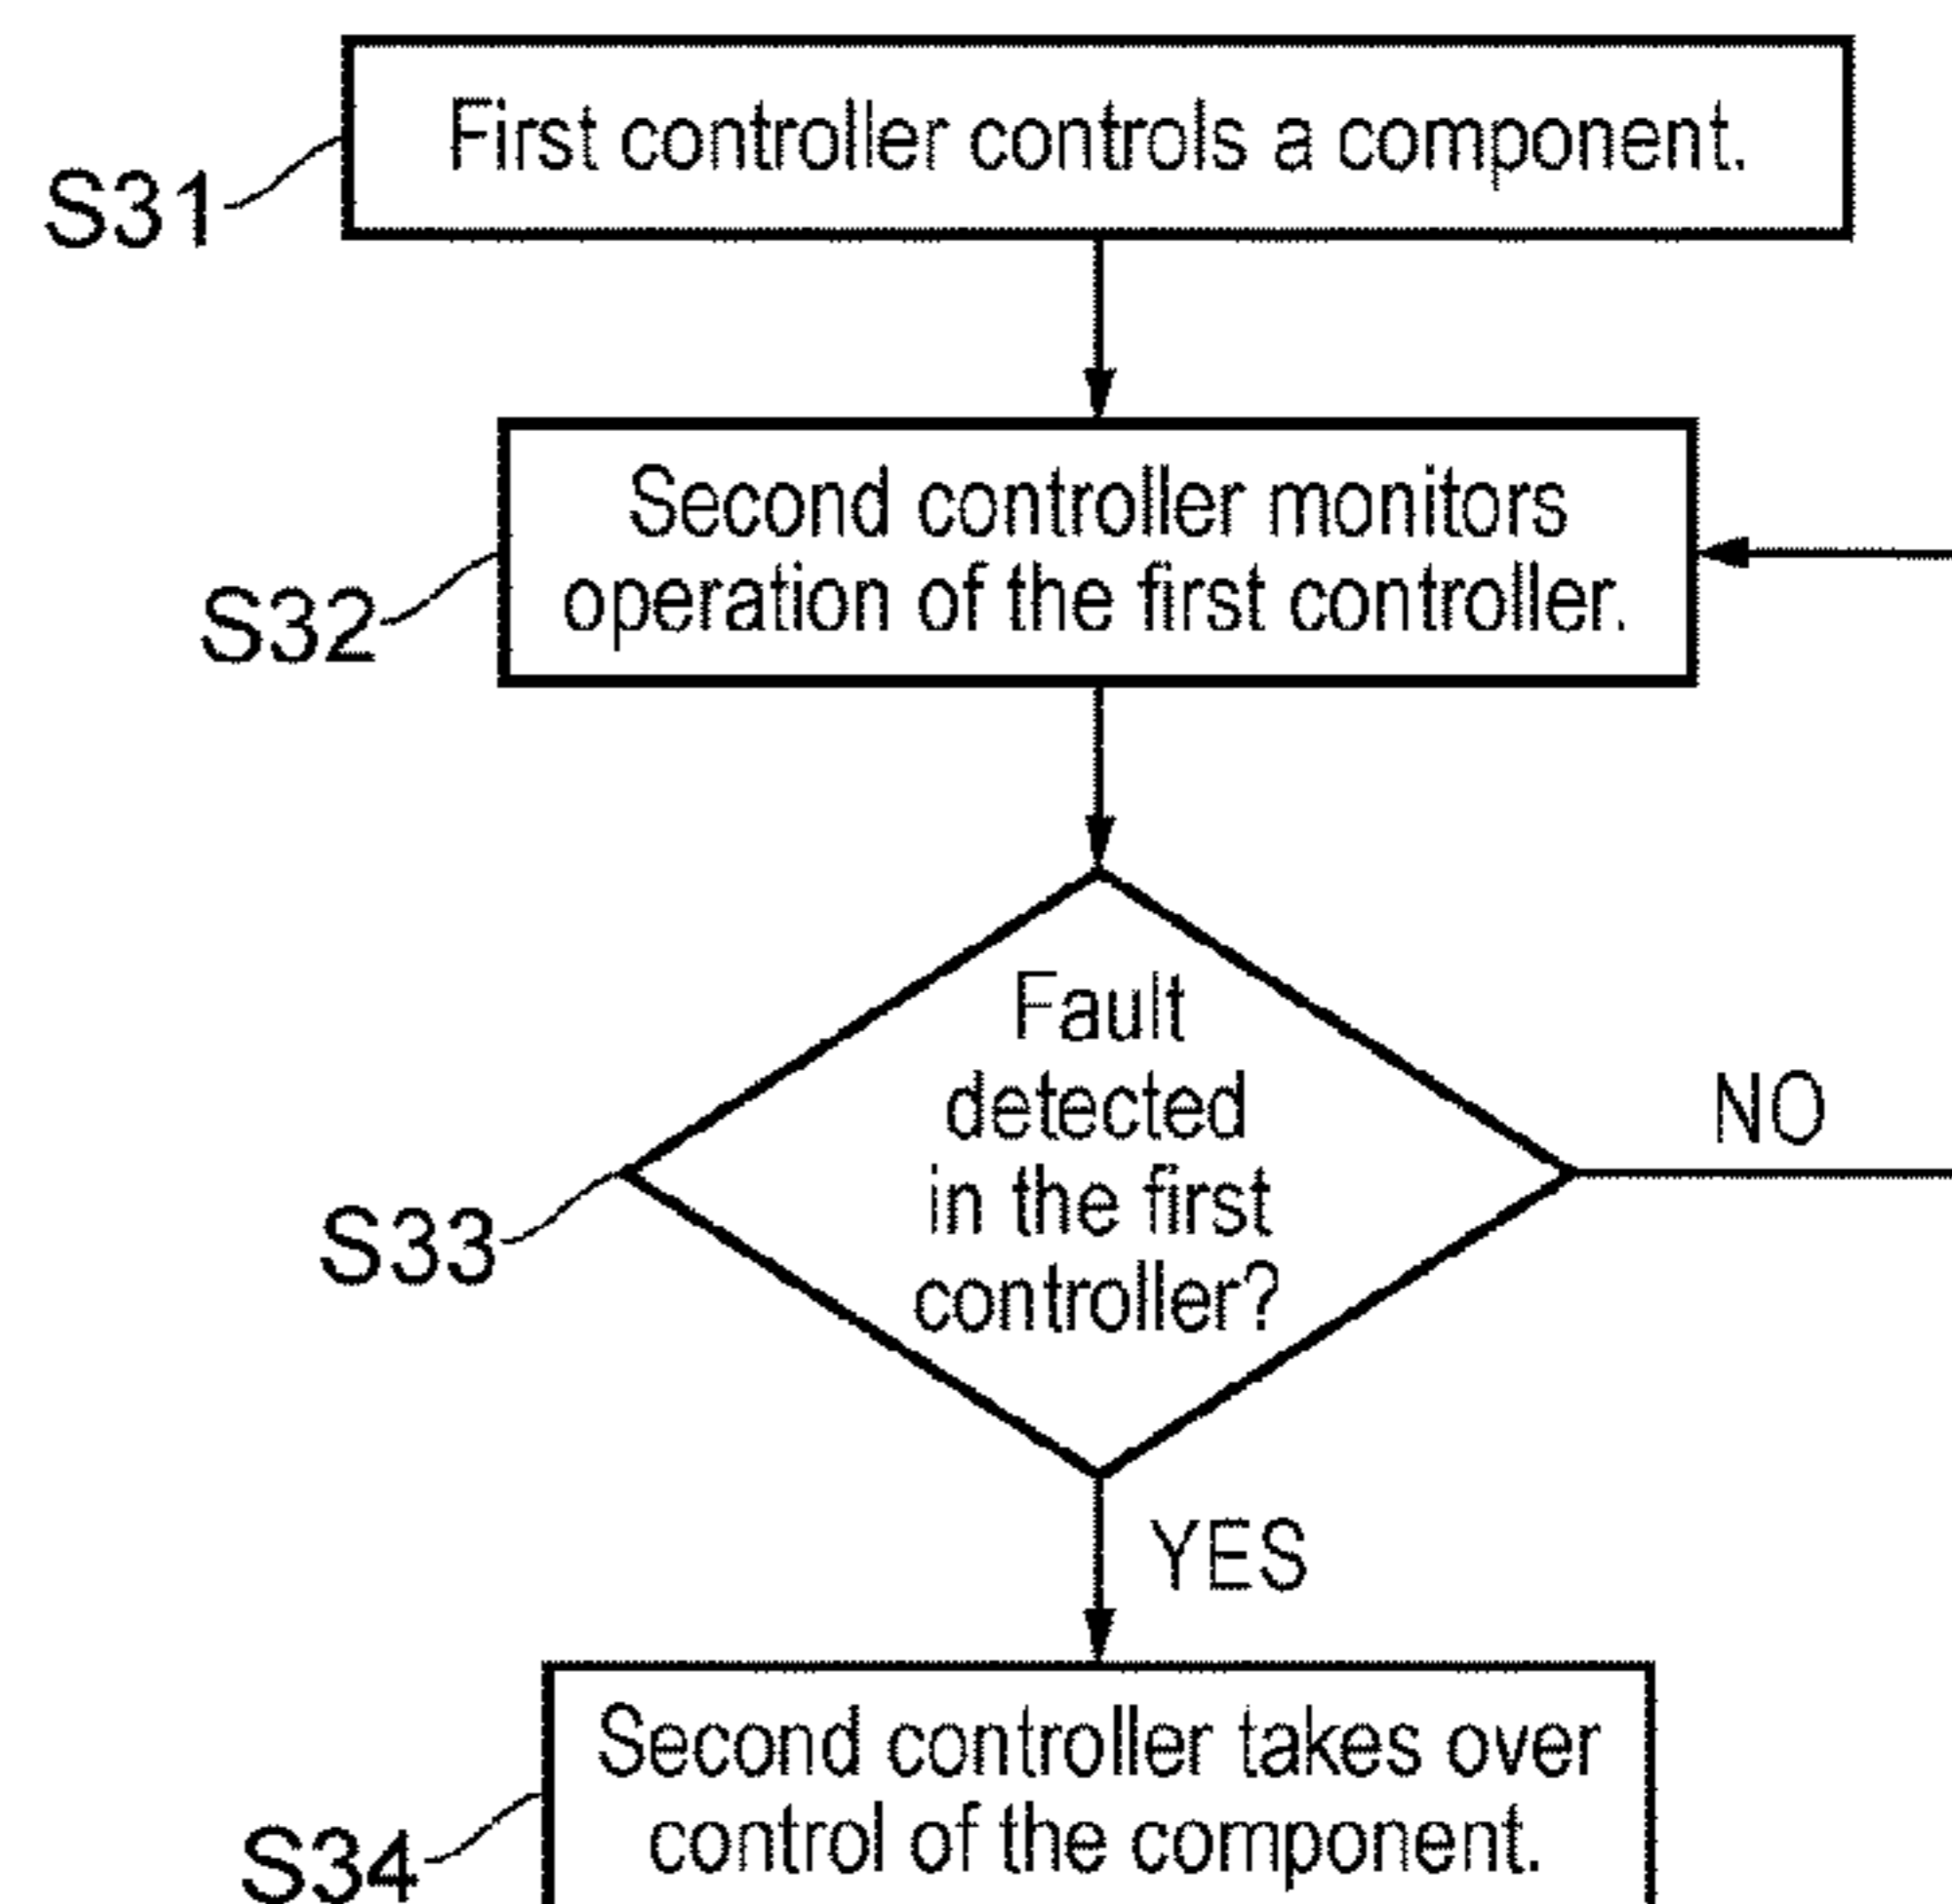 First controller controls a component.
S31
Second controller monitors
operation of the first controller.
S32
Fault
detected
in the first
controller?
NO
S33
YES
Second controller takes over
control of the component.
S34